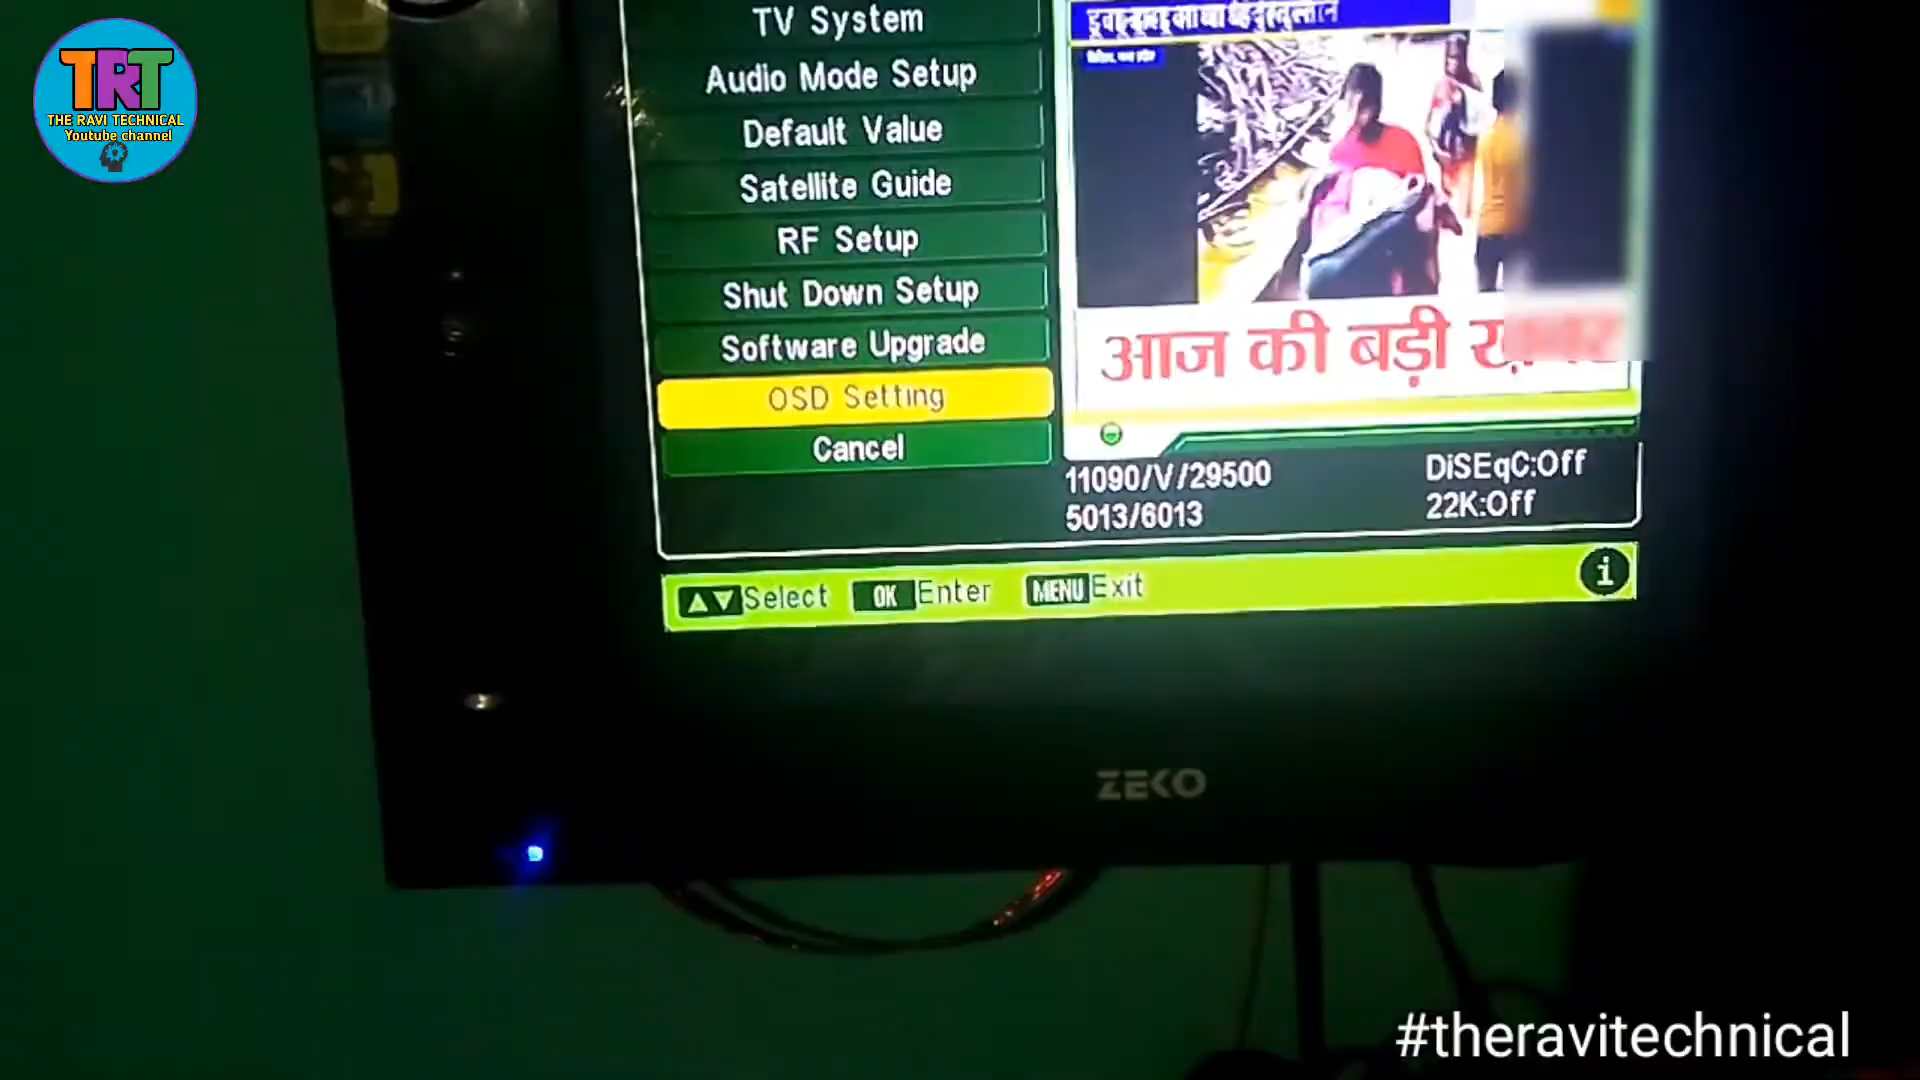 TRT
THE RAVI TECHNICAL
Youtube channel
TV System
Audio Mode Setup
Default Value
Satellite Guide
RF Setup
Shut Down Setup
Software Upgrade
OSD Setting
Cancel
आज की बड़ी
11090/V/29500
5013/6013
DiSEqC:Off
22K:Off
Select OK Enter MENU Exit
i
ZEKO
#theravitechnical